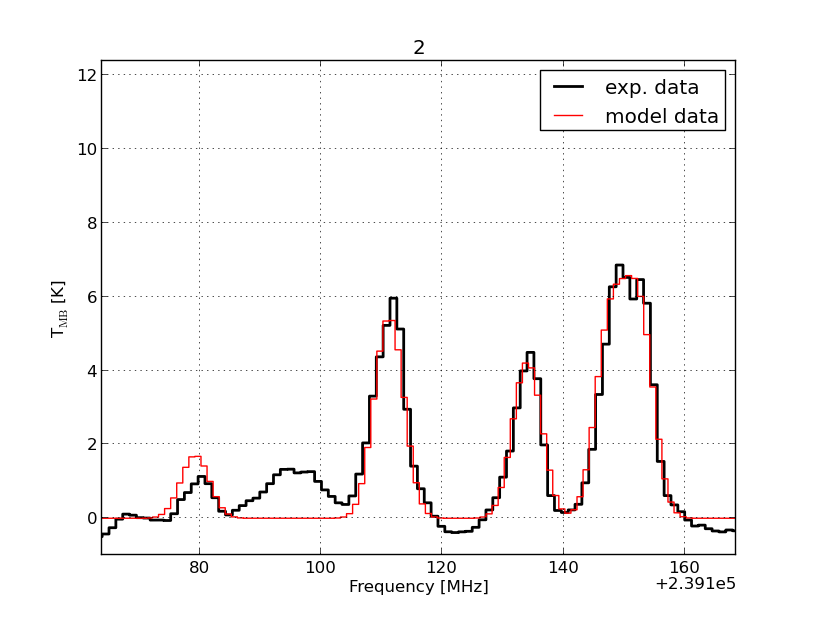 2
12
10
8
6
4
2
0
T_MB [K]
exp. data
model data
80
100
120
140
160
+2.391e5
Frequency [MHz]